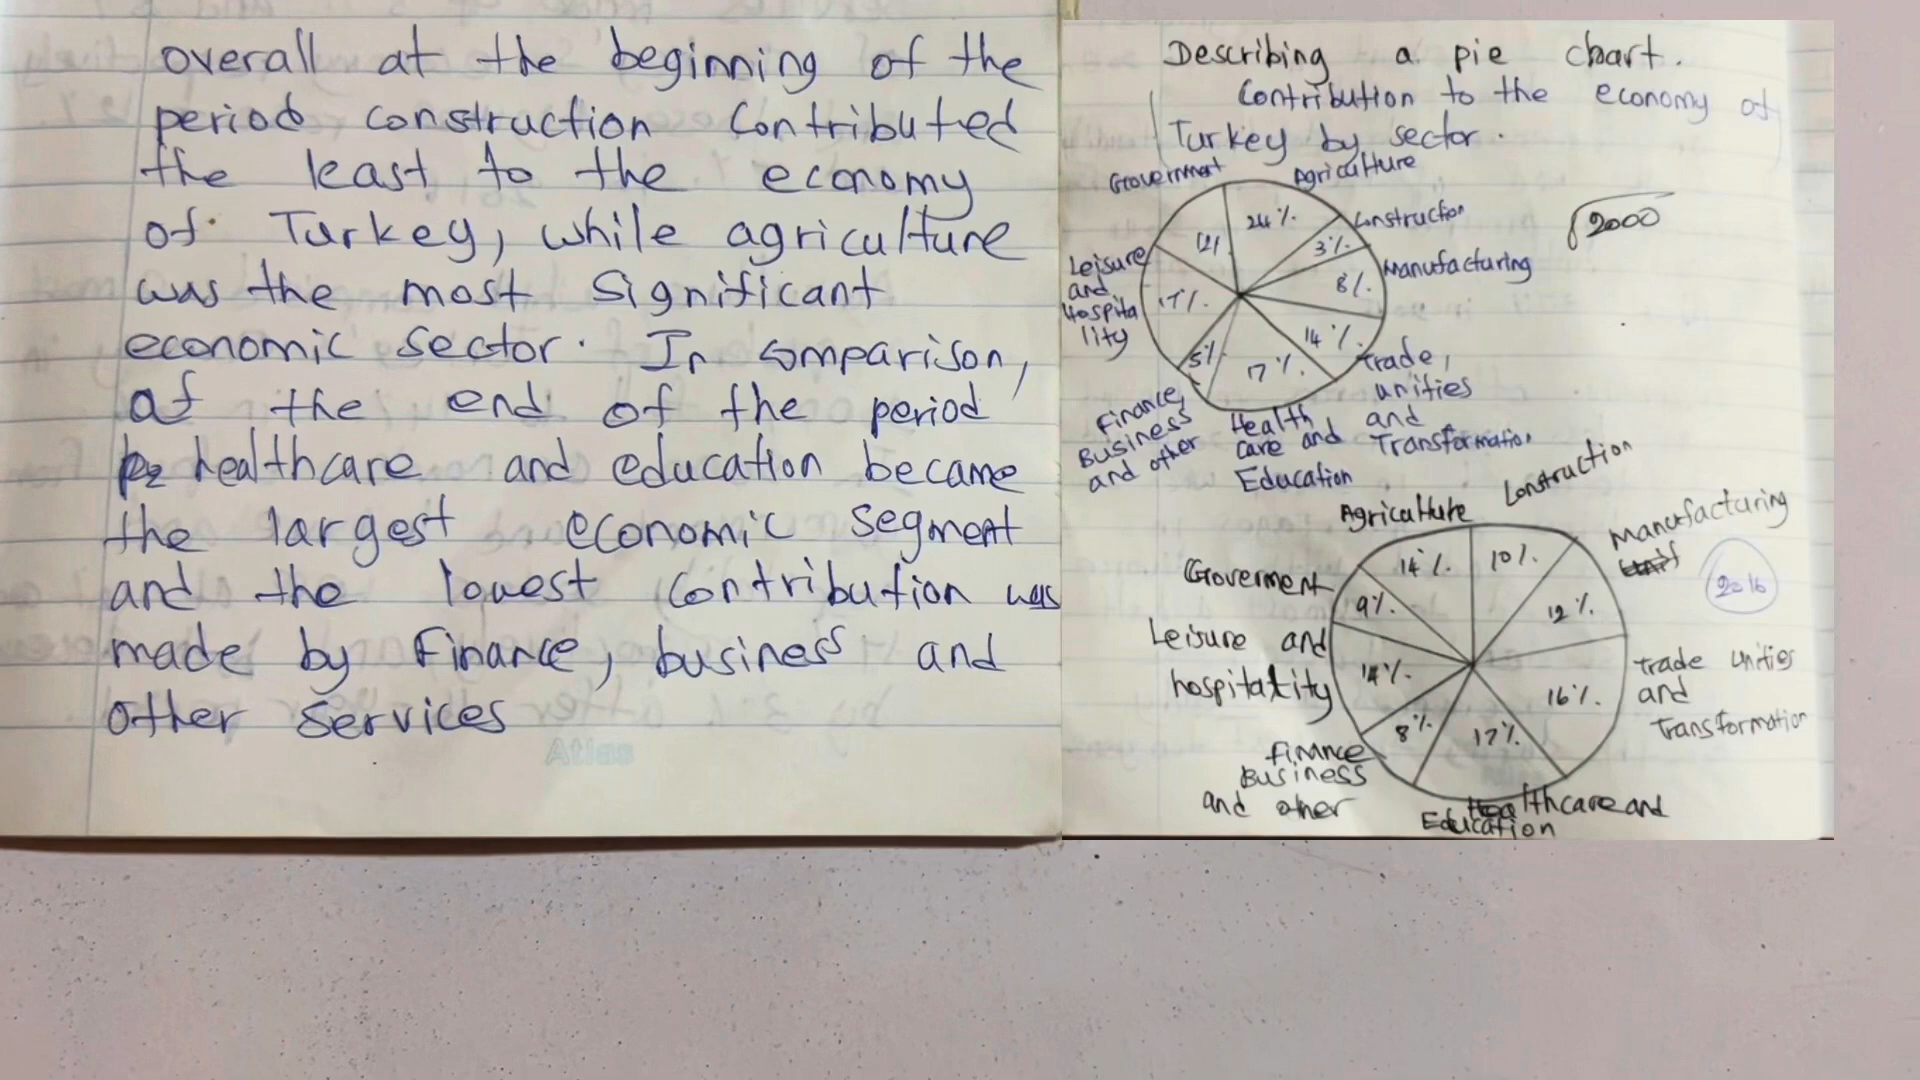 overall at the beginning of the
period construction contributed
the least to the economy
of Turkey, while agriculture
was the most significant
economic sector. In comparison,
at the end of the period
healthcare and education became
the largest economic segment
and the lowest contribution was
made by Finance, business and
other services
Atlas
Describing a pie chart.
Contribution to the economy of
Turkey by sector.
Goverment
Agriculture
Construction
Manufacturing
Trade,
unities
and
Transformation
Health
care and
Education
Finance,
Business
and other
Leisure
and
Hospita
lity
24%.
3%.
8%.
14%.
17%.
5%.
2000
Agriculture
Construction
Manufacturing
Trade unities
and
Transformation
Healthcare and
Education
Finance
Business
and other
Leisure and
hospitality
Goverment
14%.
10%.
12%.
16%.
17%.
8%.
14%.
9%.
2016